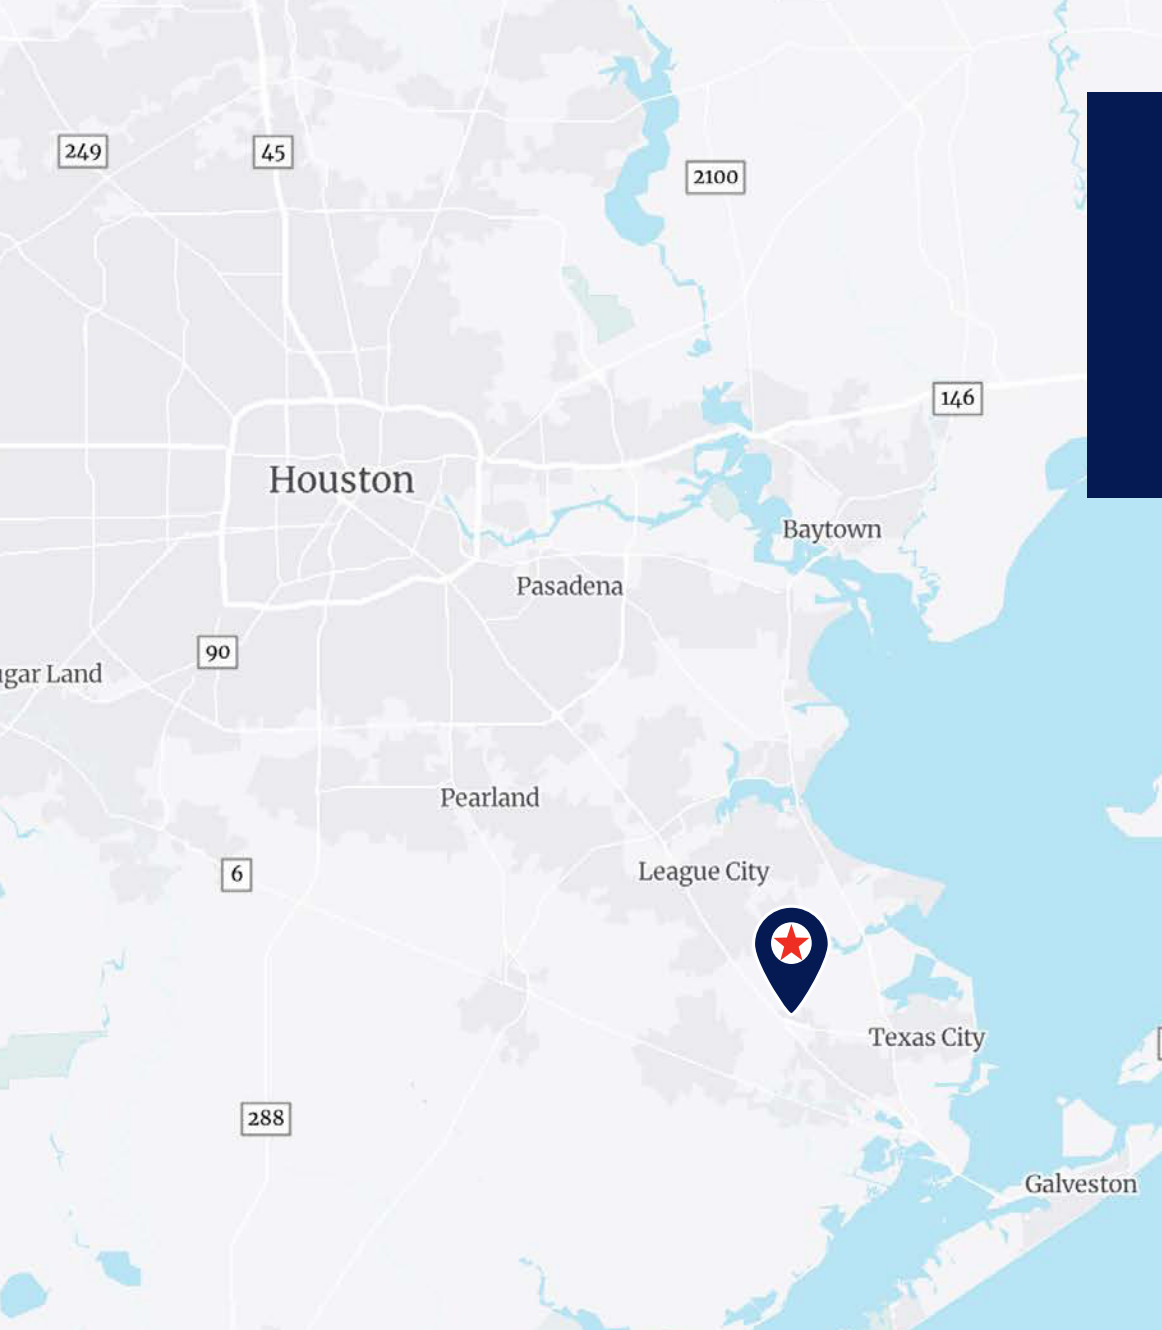 249
45
2100
146
Houston
Baytown
Pasadena
90
gar Land
Pearland
League City
6
Texas City
288
Galveston